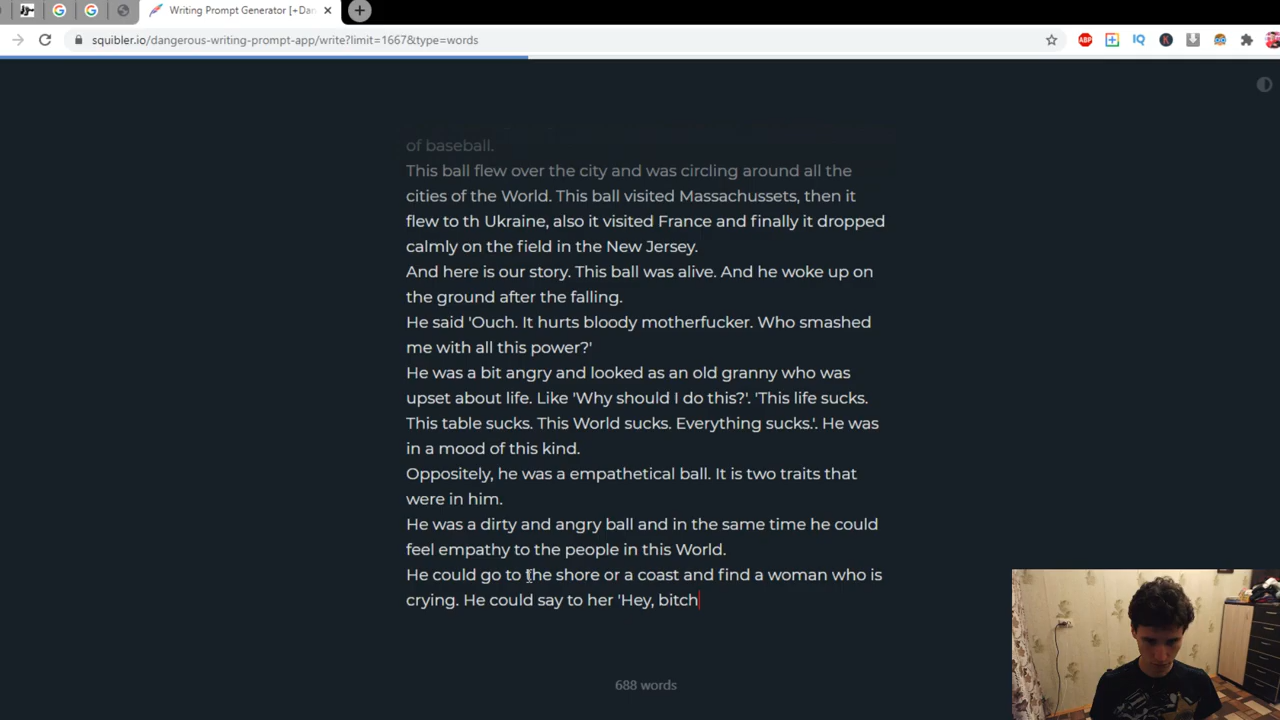 Writing Prompt Generator [+Dan
squibler.io/dangerous-writing-prompt-app/write?limit=1667&type=words
ABP
IQ
K
of baseball.
This ball flew over the city and was circling around all the
cities of the World. This ball visited Massachussets, then it
flew to th Ukraine, also it visited France and finally it dropped
calmly on the field in the New Jersey.
And here is our story. This ball was alive. And he woke up on
the ground after the falling.
He said 'Ouch. It hurts bloody motherfucker. Who smashed
me with all this power?'
He was a bit angry and looked as an old granny who was
upset about life. Like 'Why should I do this?'. 'This life sucks.
This table sucks. This World sucks. Everything sucks.'. He was
in a mood of this kind.
Oppositely, he was a empathetical ball. It is two traits that
were in him.
He was a dirty and angry ball and in the same time he could
feel empathy to the people in this World.
He could go to the shore or a coast and find a woman who is
crying. He could say to her 'Hey, bitch
688 words